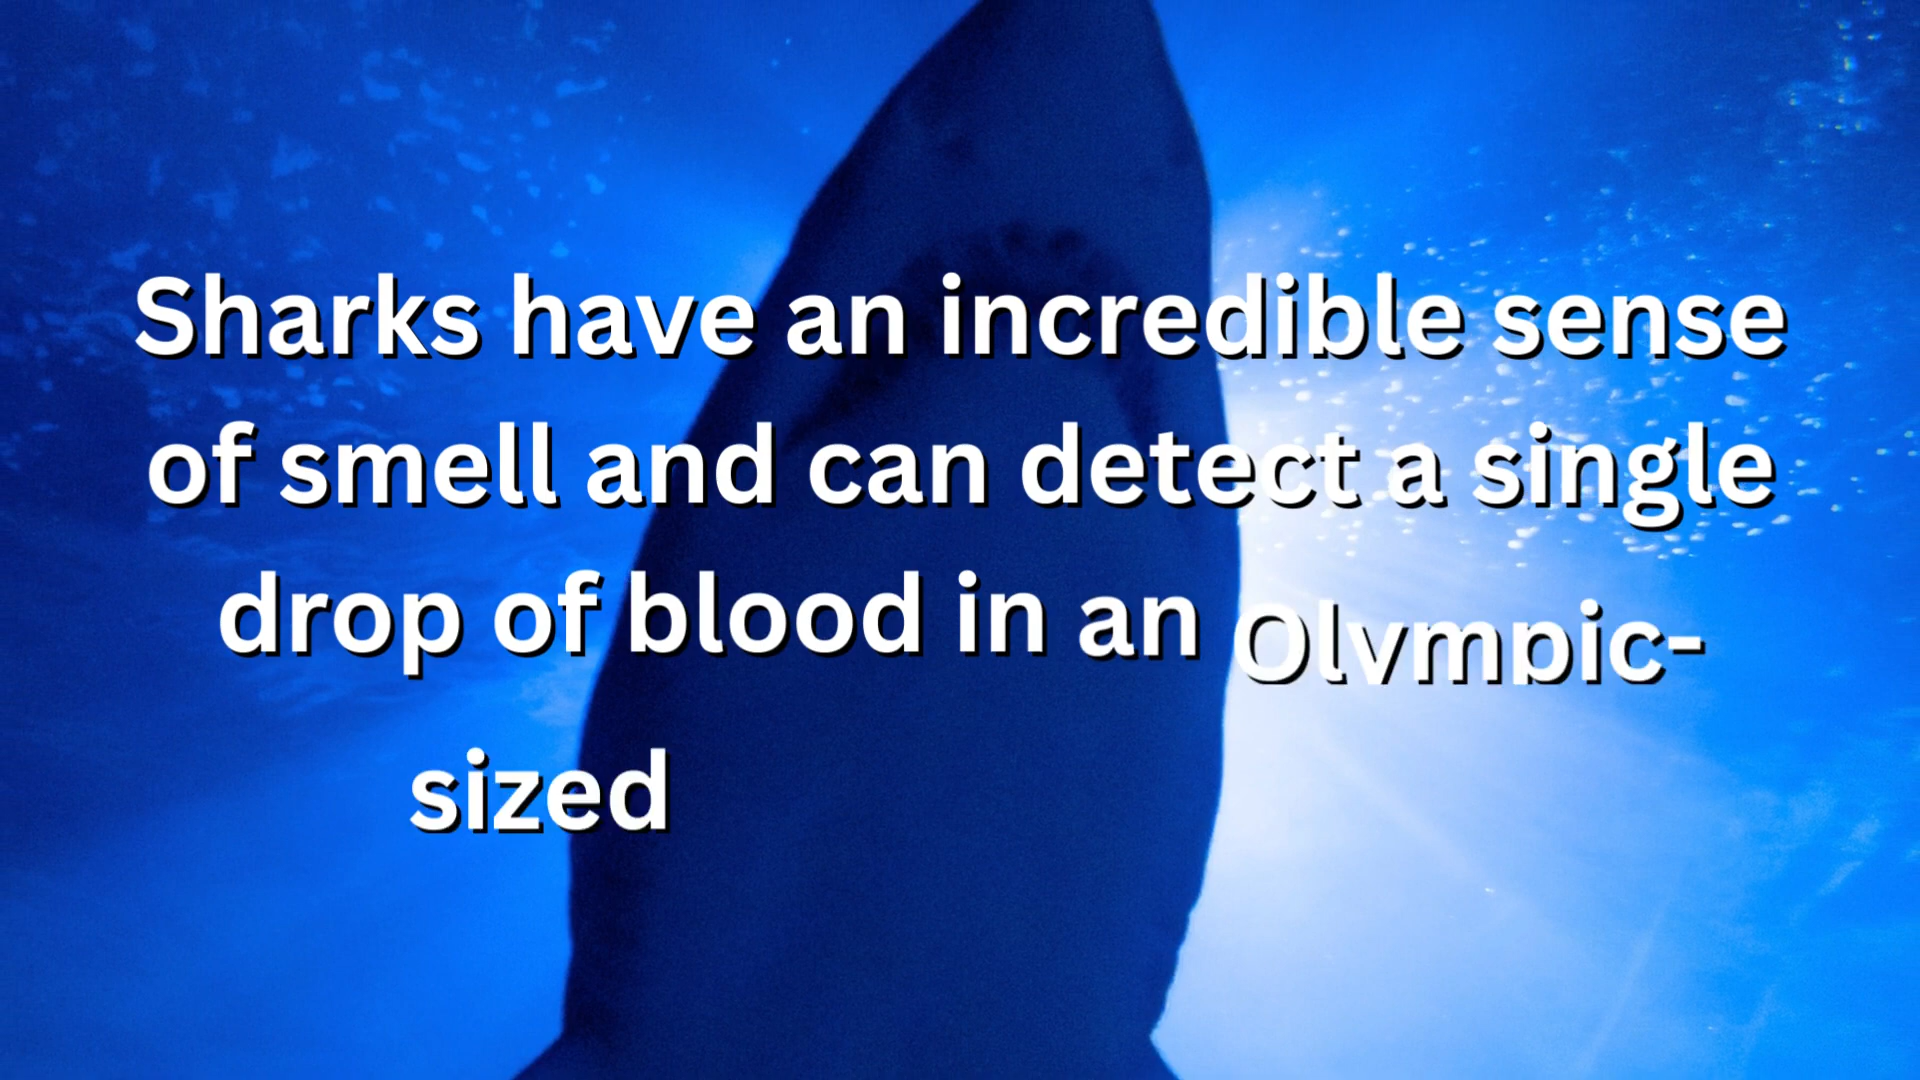 Sharks have an incredible sense
of smell and can detect a single
drop of blood in an Olympic-
sized